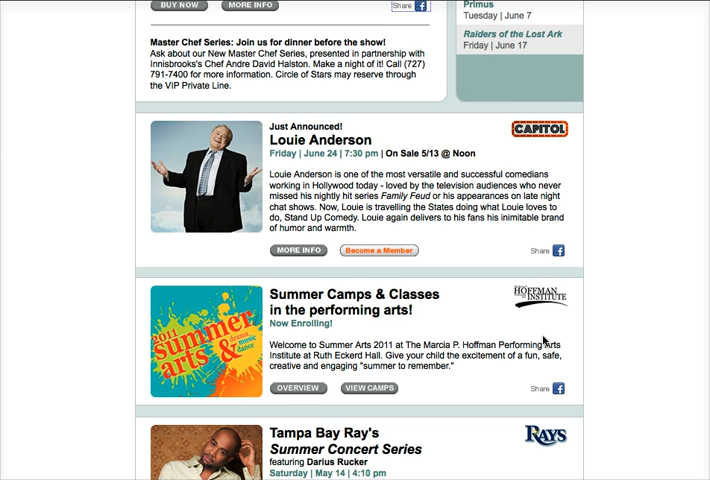 BUY NOW MORE INFO Share
Primus
Tuesday | June 7
Raiders of the Lost Ark
Friday | June 17
Master Chef Series: Join us for dinner before the show!
Ask about our New Master Chef Series, presented in partnership with
Innisbrooks's Chef Andre David Halston. Make a night of it! Call (727)
791-7400 for more information. Circle of Stars may reserve through
the VIP Private Line.
Just Announced!
Louie Anderson
Friday | June 24 | 7:30 pm | On Sale 5/13 @ Noon
CAPITOL
Louie Anderson is one of the most versatile and successful comedians
working in Hollywood today - loved by the television audiences who never
missed his nightly hit series Family Feud or his appearances on late night
chat shows. Now, Louie is travelling the States doing what Louie loves to
do, Stand Up Comedy. Louie again delivers to his fans his inimitable brand
of humor and warmth.
MORE INFO Become a Member Share
2011
summer
arts &
drama
music
dance
Summer Camps & Classes
in the performing arts!
Now Enrolling!
HOFFMAN
INSTITUTE
Welcome to Summer Arts 2011 at The Marcia P. Hoffman Performing Arts
Institute at Ruth Eckerd Hall. Give your child the excitement of a fun, safe,
creative and engaging "summer to remember."
OVERVIEW VIEW CAMPS Share
Tampa Bay Ray's
Summer Concert Series
featuring Darius Rucker
Saturday | May 14 | 4:10 pm
RAYS